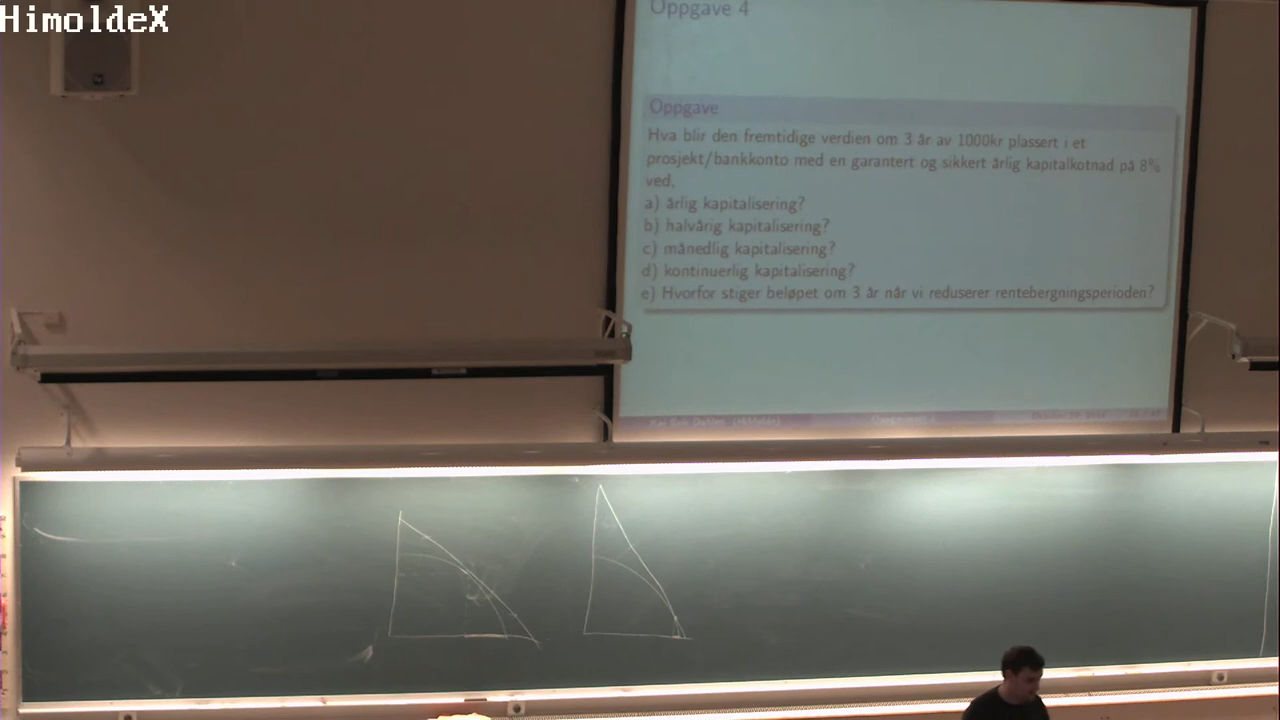 HimoldeX
Oppgave 4
Oppgave
Hva blir den fremtidige verdien om 3 år av 1000kr plassert i et
prosjekt/bankkonto med en garantert og sikkert årlig kapitalkotnad på 8%
ved,
a) årlig kapitalisering?
b) halvårig kapitalisering?
c) månedlig kapitalisering?
d) kontinuerlig kapitalisering?
e) Hvorfor stiger beløpet om 3 år når vi reduserer rentebergningsperioden?